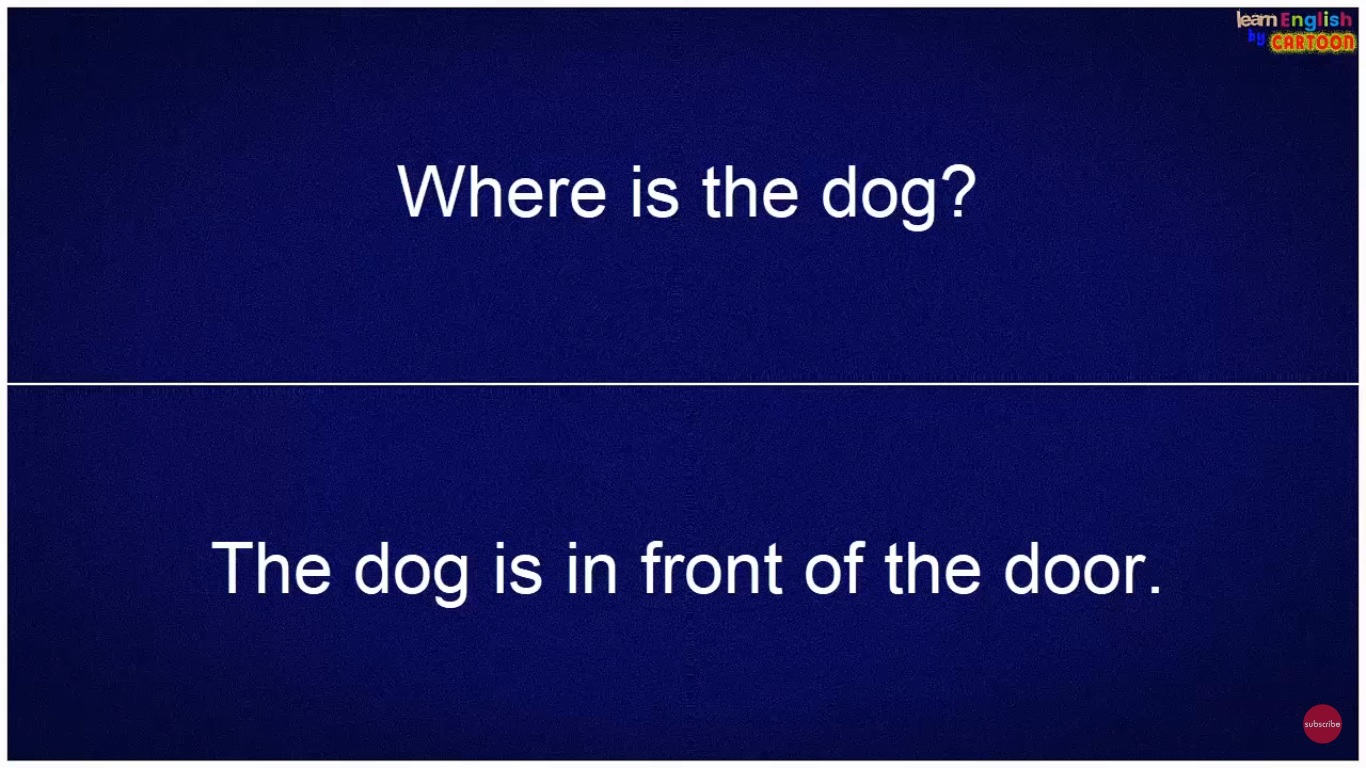 learn English
by CARTOON
Where is the dog?
The dog is in front of the door.
subscribe